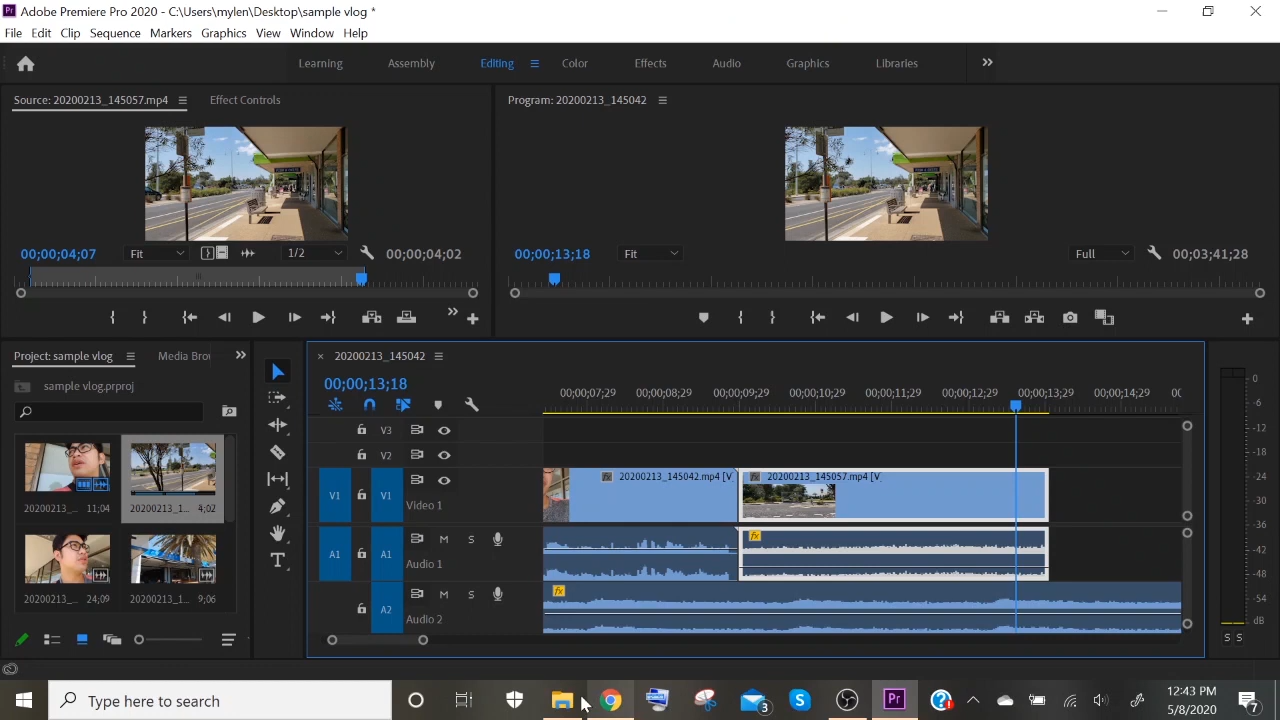 Adobe Premiere Pro 2020 - C:\Users\mylen\Desktop\sample vlog *
File Edit Clip Sequence Markers Graphics View Window Help
Learning Assembly Editing Color Effects Audio Graphics Libraries
Source: 20200213_145057.mp4 Effect Controls
Program: 20200213_145042
00;00;04;07 Fit 1/2 00;00;04;02
00;00;13;18 Fit Full 00;03;41;28
Project: sample vlog Media Bro
sample vlog.prproj
20200213_1... 11;04
20200213_1... 4;02
20200213_1... 24;09
20200213_1... 9;06
20200213_145042
00;00;13;18
00;00;07;29 00;00;08;29 00;00;09;29 00;00;10;29 00;00;11;29 00;00;12;29 00;00;13;29 00;00;14;29 00
V3
V2
V1 V1 Video 1
20200213_145042.mp4 [V 20200213_145057.mp4 [V]
A1 A1 M S Audio 1
A2 M S Audio 2
0
-6
-12
-18
-24
-30
-36
-42
-48
-54
dB
S S
Type here to search
3
12:43 PM
5/8/2020
7